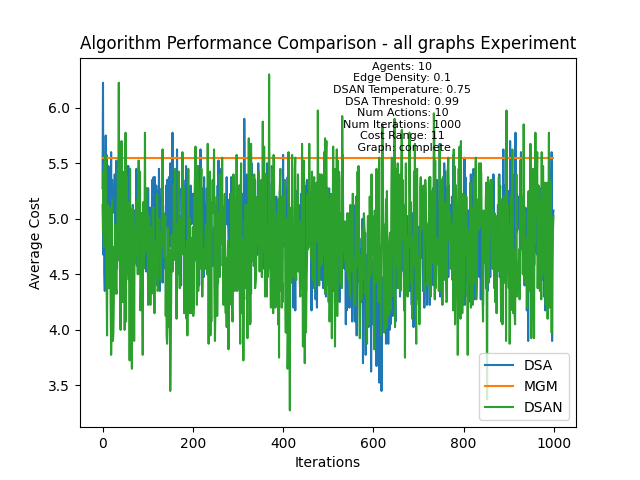 Algorithm Performance Comparison - all graphs Experiment
Agents: 10
Edge Density: 0.1
DSAN Temperature: 0.75
DSA Threshold: 0.99
Num Actions: 10
Num Iterations: 1000
Cost Range: 11
Graph: complete
Average Cost
6.0
5.5
5.0
4.5
4.0
3.5
0
200
400
600
800
1000
Iterations
DSA
MGM
DSAN